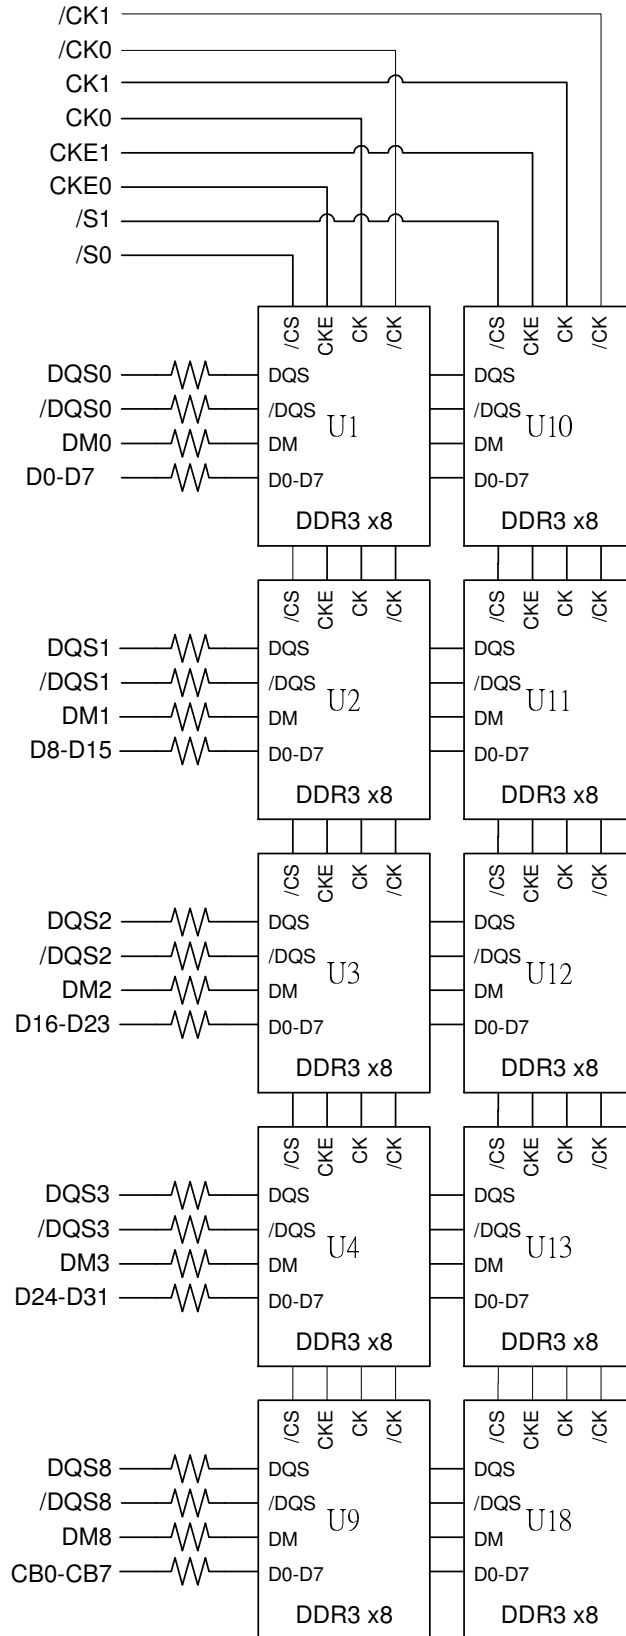 /CK1
/CK0
CK1
CK0
CKE1
CKE0
/S1
/S0
/CS CKE CK /CK /CS CKE CK /CK
DQS0 DQS DQS
/DQS0 /DQS /DQS
U1 U10
DM0 DM DM
D0-D7 D0-D7 D0-D7
DDR3 x8 DDR3 x8
/CS CKE CK /CK /CS CKE CK /CK
DQS1 DQS DQS
/DQS1 /DQS /DQS
U2 U11
DM1 DM DM
D8-D15 D0-D7 D0-D7
DDR3 x8 DDR3 x8
/CS CKE CK /CK /CS CKE CK /CK
DQS2 DQS DQS
/DQS2 /DQS /DQS
U3 U12
DM2 DM DM
D16-D23 D0-D7 D0-D7
DDR3 x8 DDR3 x8
/CS CKE CK /CK /CS CKE CK /CK
DQS3 DQS DQS
/DQS3 /DQS /DQS
U4 U13
DM3 DM DM
D24-D31 D0-D7 D0-D7
DDR3 x8 DDR3 x8
/CS CKE CK /CK /CS CKE CK /CK
DQS8 DQS DQS
/DQS8 /DQS /DQS
U9 U18
DM8 DM DM
CB0-CB7 D0-D7 D0-D7
DDR3 x8 DDR3 x8